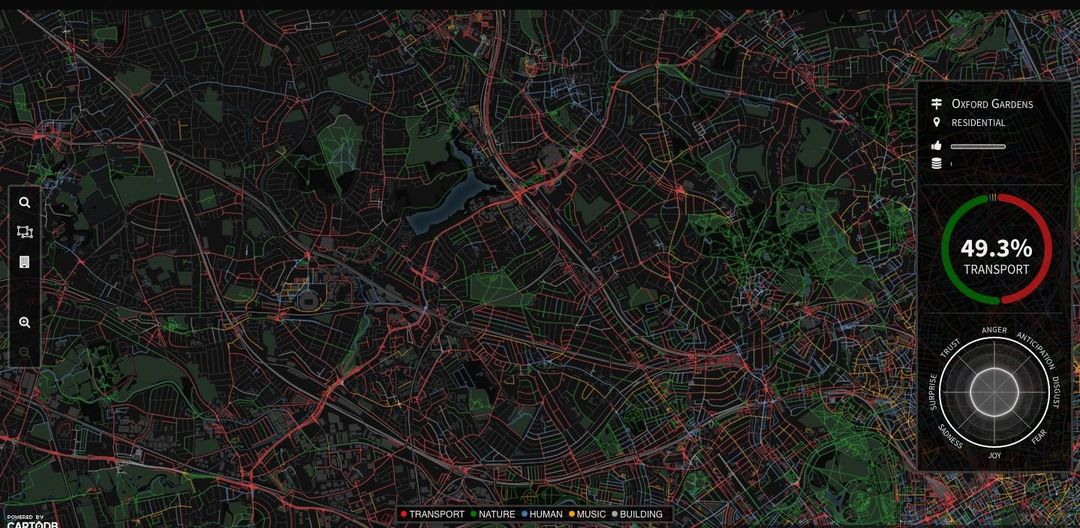 OXFORD GARDENS
RESIDENTIAL
49.3%
TRANSPORT
ANGER
ANTICIPATION
DISGUST
FEAR
JOY
SADNESS
SURPRISE
TRUST
TRANSPORT NATURE HUMAN MUSIC BUILDING
POWERED BY
CARTODB